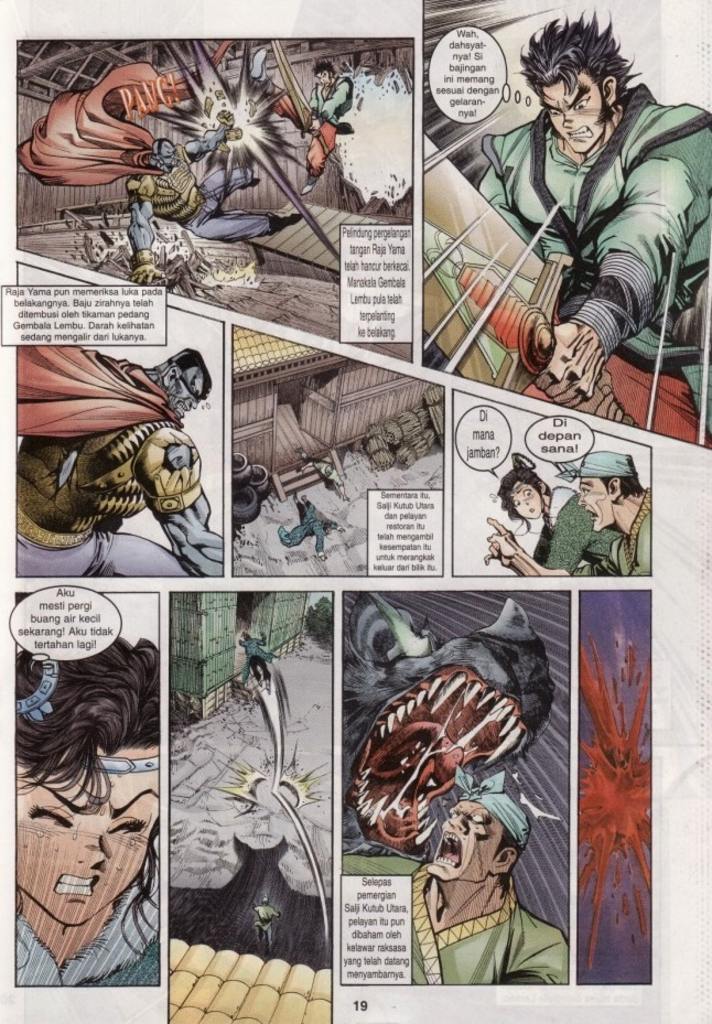 PANG!
Pelindung pergelangan
tangan Raja Yama
telah hancur berkecai.
Manakala Gembala
Lembu pula telah
terpelanting
ke belakang.
Wah,
dahsyat-
nya! Si
bajingan
ini memang
sesuai dengan
gelaran-
nya!
Raja Yama pun memeriksa luka pada
belakangnya. Baju zirahnya telah
ditembusi oleh tikaman pedang
Gembala Lembu. Darah kelihatan
sedang mengalir dari lukanya.
Sementara itu,
Salji Kutub Utara
dan pelayan
restoran itu
telah mengambil
kesempatan itu
untuk merangkak
keluar dari bilik itu.
Di
mana
jamban?
Di
depan
sana!
Aku
mesti pergi
buang air kecil
sekarang! Aku tidak
tertahan lagi!
Selepas
pemergian
Salji Kutub Utara,
pelayan itu pun
dibaham oleh
kelawar raksasa
yang telah datang
menyambarnya.
19